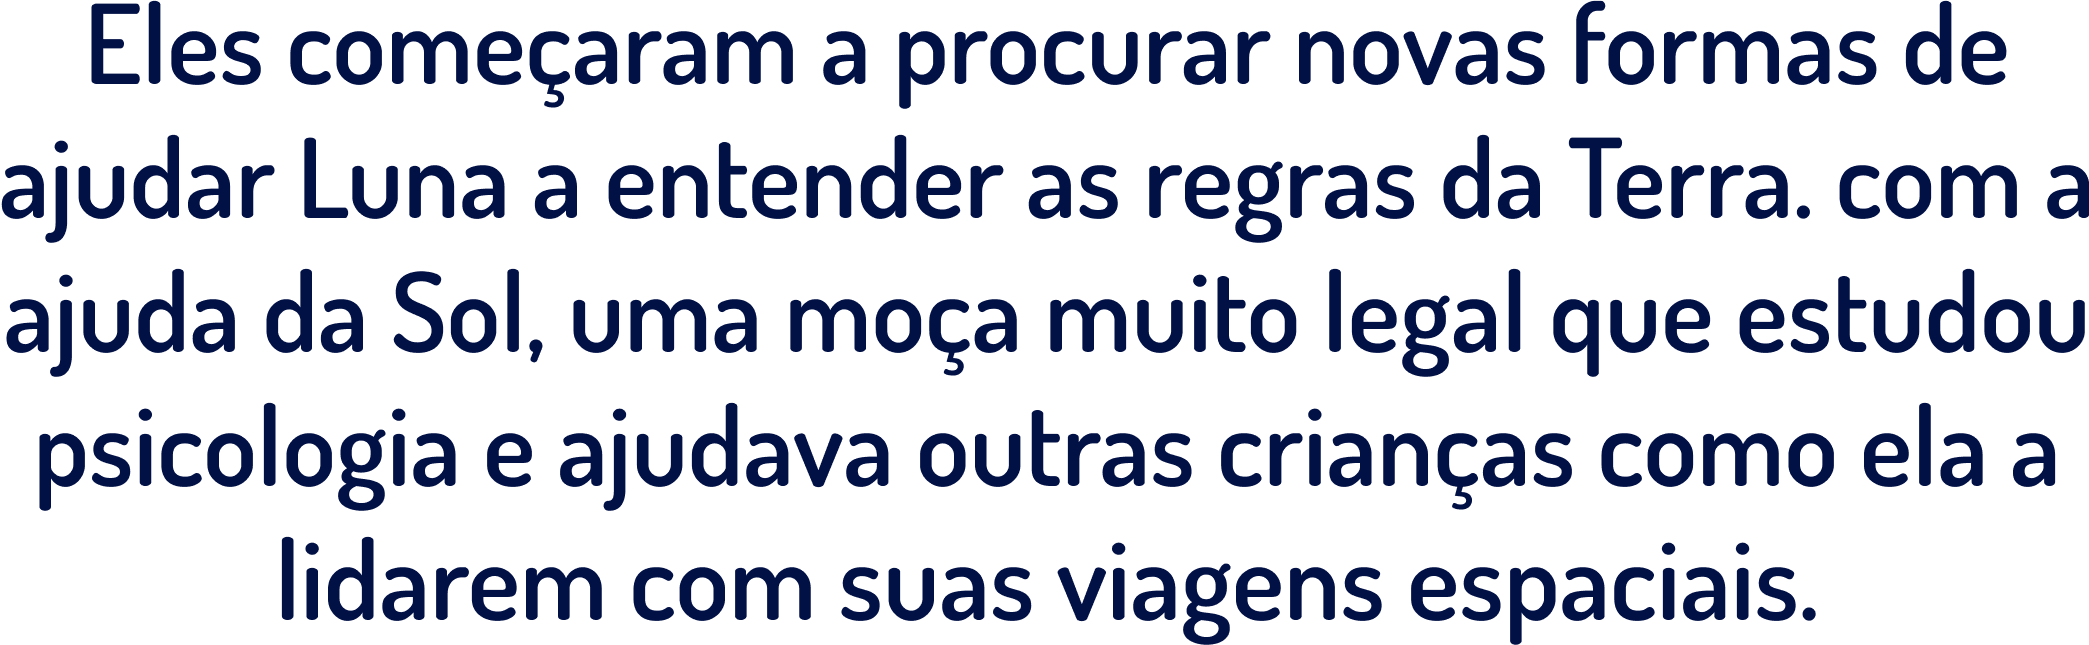 Eles começaram a procurar novas formas de
ajudar Luna a entender as regras da Terra. com a
ajuda da Sol, uma moça muito legal que estudou
psicologia e ajudava outras crianças como ela a
lidarem com suas viagens espaciais.